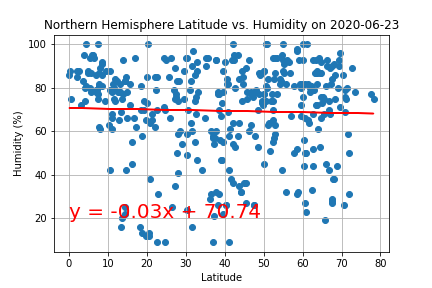 Northern Hemisphere Latitude vs. Humidity on 2020-06-23
100
80
60
40
20
Humidity (%)
y = -0.03x + 70.74
0 10 20 30 40 50 60 70 80
Latitude